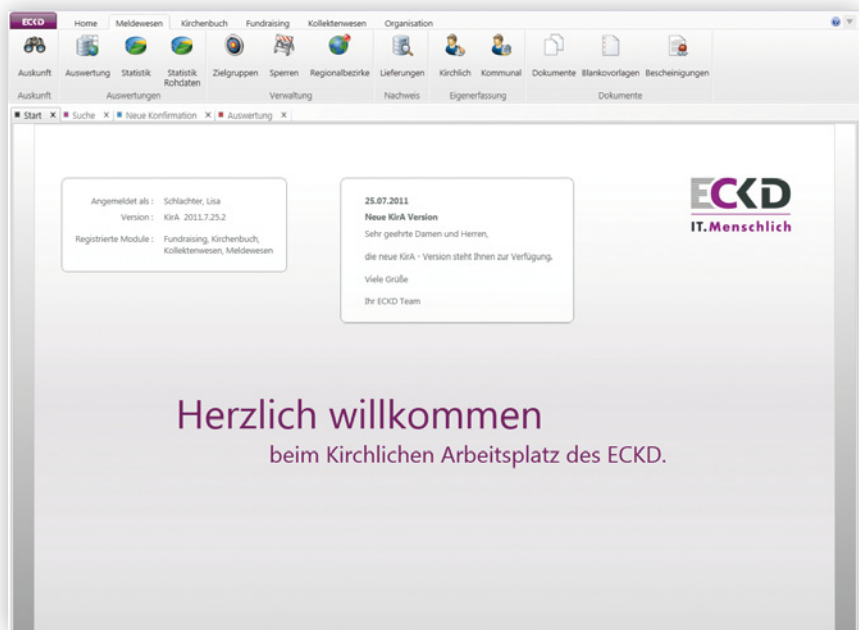 ECKD Home Meldewesen Kirchenbuch Fundraising Kollektenwesen Organisation
Auskunft Auswertung Statistik Statistik Rohdaten Zielgruppen Sperren Regionalbezirke Lieferungen Kirchlich Kommunal Dokumente Blankovorlagen Bescheinigungen
Auskunft Auswertungen Verwaltung Nachweis Eigenerfassung Dokumente
Start X Suche X Neue Konfirmation X Auswertung X
Angemeldet als : Schlachter, Lisa
Version : KirA 2011.7.25.2
Registrierte Module : Fundraising, Kirchenbuch,
Kollektenwesen, Meldewesen
25.07.2011
Neue KirA Version
Sehr geehrte Damen und Herren,
die neue KirA - Version steht Ihnen zur Verfügung.
Viele Grüße
Ihr ECKD Team
ECKD
IT.Menschlich
Herzlich willkommen
beim Kirchlichen Arbeitsplatz des ECKD.